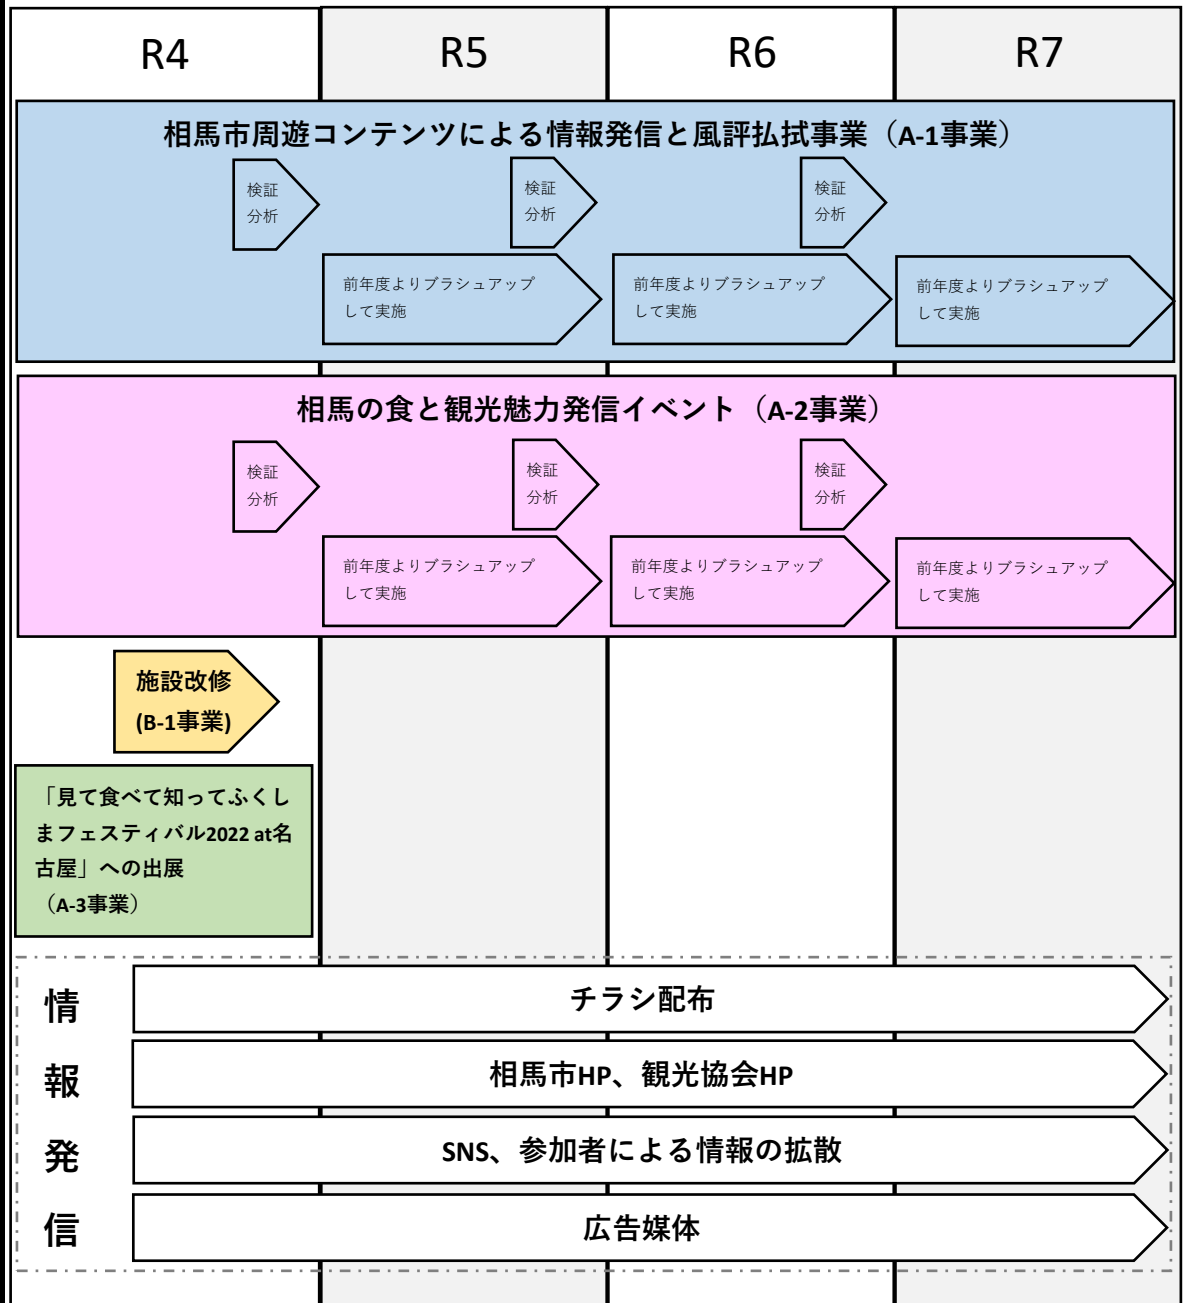 R4
R5
R6
R7
相馬市周遊コンテンツによる情報発信と風評払拭事業（A-1事業）
検証
分析
検証
分析
検証
分析
前年度よりブラシュアップ
して実施
前年度よりブラシュアップ
して実施
前年度よりブラシュアップ
して実施
相馬の食と観光魅力発信イベント（A-2事業）
検証
分析
検証
分析
検証
分析
前年度よりブラシュアップ
して実施
前年度よりブラシュアップ
して実施
前年度よりブラシュアップ
して実施
施設改修
(B-1事業)
「見て食べて知ってふくし
まフェスティバル2022 at名
古屋」への出展
（A-3事業）
情報発信
チラシ配布
相馬市HP、観光協会HP
SNS、参加者による情報の拡散
広告媒体